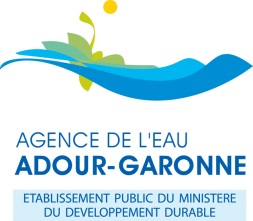 AGENCE DE L'EAU
ADOUR-GARONNE
ETABLISSEMENT PUBLIC DU MINISTERE
DU DEVELOPPEMENT DURABLE